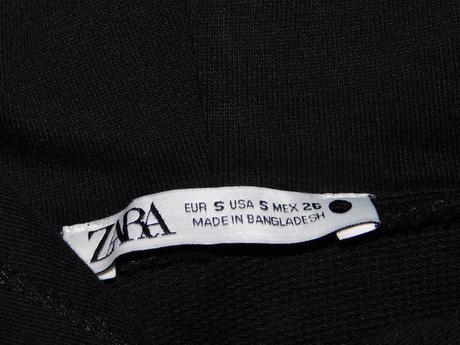 ZARA
EUR S USA S MEX 26
MADE IN BANGLADESH